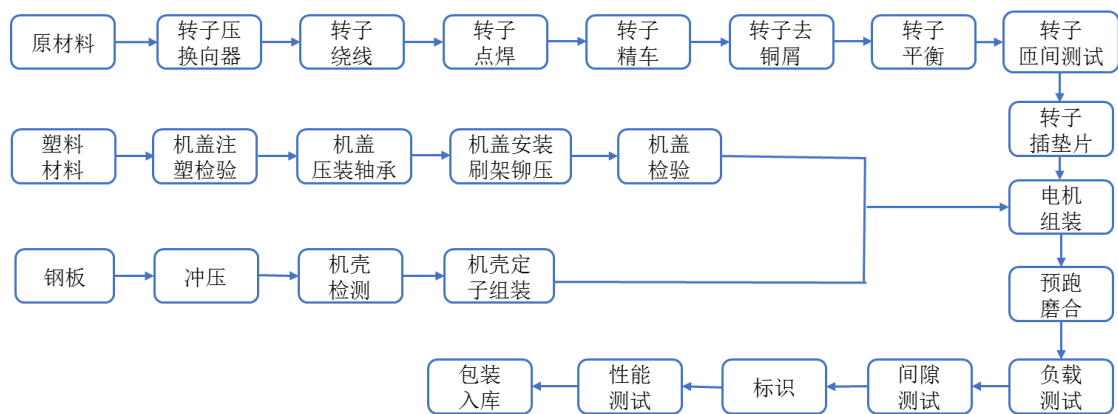 原材料
转子压
换向器
转子
绕线
转子
点焊
转子
精车
转子去
铜屑
转子
平衡
转子
匝间测试
转子
插垫片
塑料
材料
机盖注
塑检验
机盖
压装轴承
机盖安装
刷架铆压
机盖
检验
电机
组装
钢板
冲压
机壳
检测
机壳定
子组装
预跑
磨合
负载
测试
间隙
测试
标识
性能
测试
包装
入库